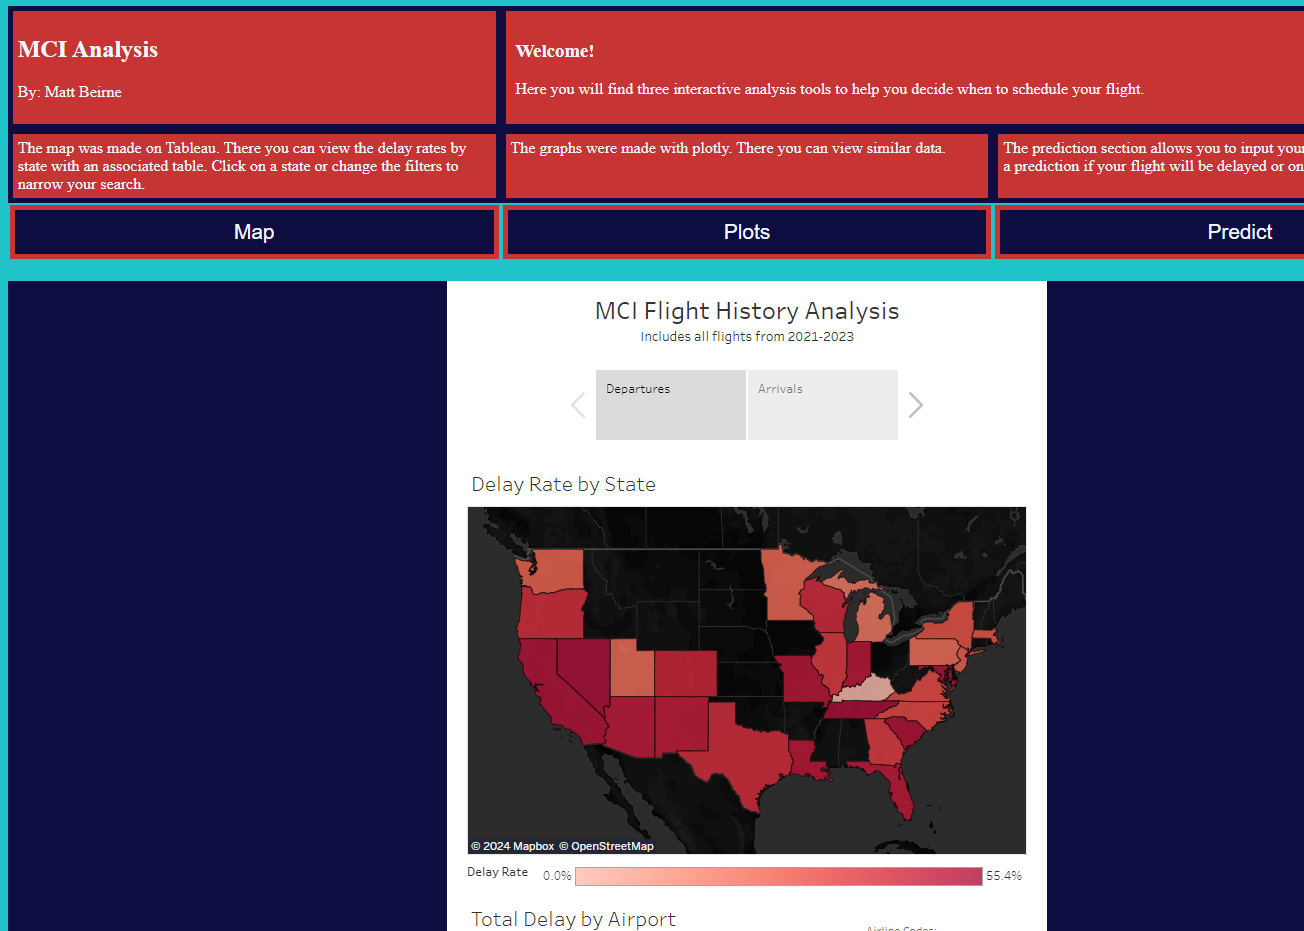 MCI Analysis
By: Matt Beirne
Welcome!
Here you will find three interactive analysis tools to help you decide when to schedule your flight.
The map was made on Tableau. There you can view the delay rates by
state with an associated table. Click on a state or change the filters to
narrow your search.
The graphs were made with plotly. There you can view similar data.
The prediction section allows you to input your
a prediction if your flight will be delayed or on
Map
Plots
Predict
MCI Flight History Analysis
Includes all flights from 2021-2023
Departures
Arrivals
Delay Rate by State
© 2024 Mapbox © OpenStreetMap
Delay Rate
0.0%
55.4%
Total Delay by Airport
Airline Codes: